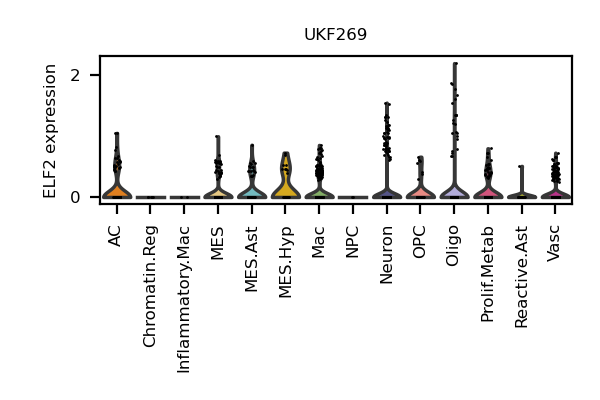 UKF269
ELF2 expression
2
0
AC
Chromatin.Reg
Inflammatory.Mac
MES
MES.Ast
MES.Hyp
Mac
NPC
Neuron
OPC
Oligo
Prolif.Metab
Reactive.Ast
Vasc